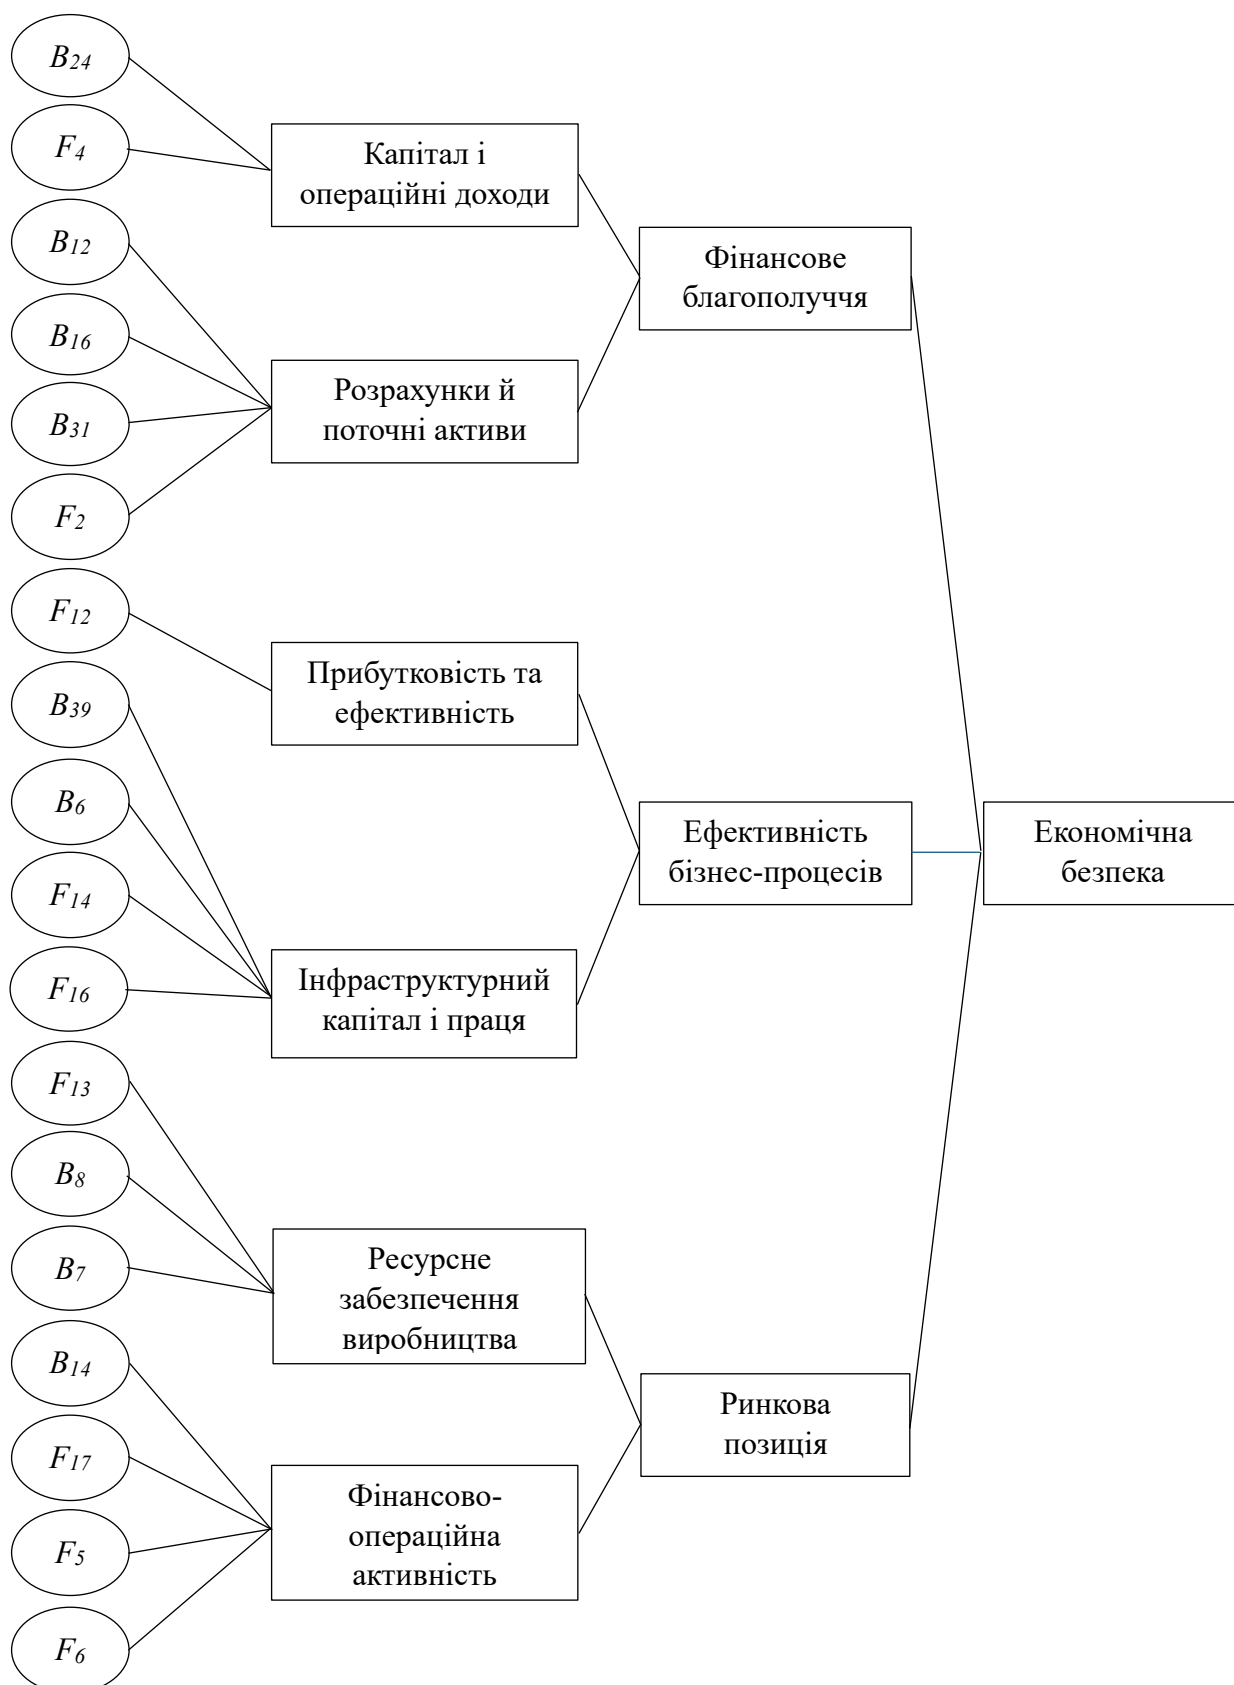 B24
F4
B12
B16
B31
F2
F12
B39
B6
F14
F16
F13
B8
B7
B14
F17
F5
F6
Капітал і
операційні доходи
Розрахунки й
поточні активи
Прибутковість та
ефективність
Інфраструктурний
капітал і праця
Ресурсне
забезпечення
виробництва
Фінансово-
операційна
активність
Фінансове
благополуччя
Ефективність
бізнес-процесів
Ринкова
позиція
Економічна
безпека